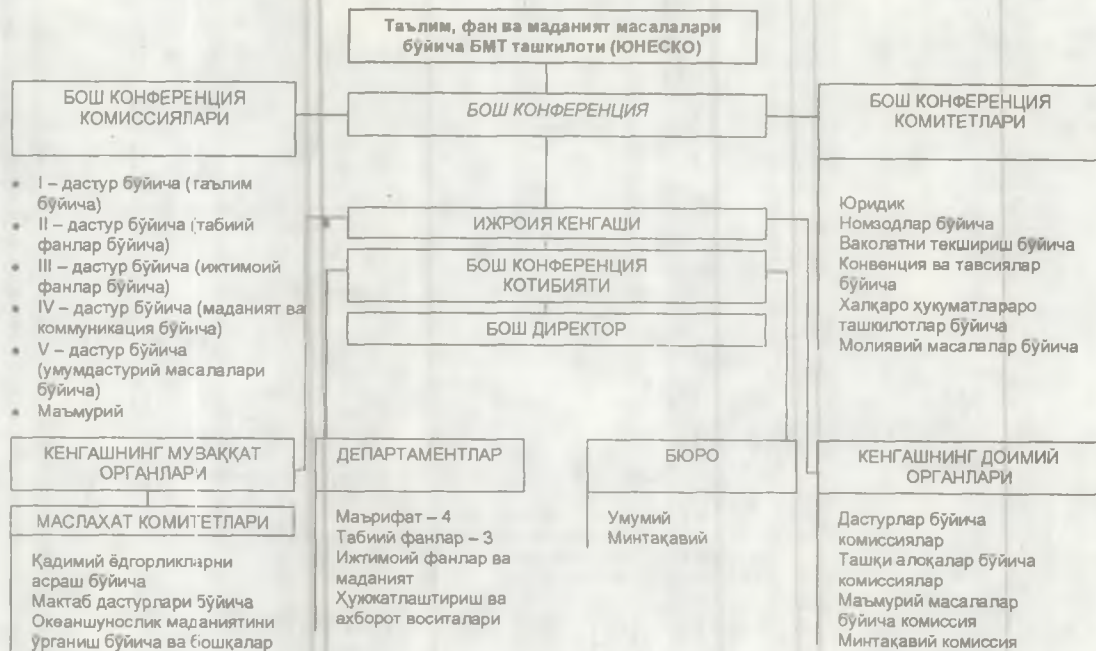 Таълим, фан ва маданият масалалари
бўйича БМТ ташкилоти (ЮНЕСКО)
БОШ КОНФЕРЕНЦИЯ
КОМИССИЯЛАРИ
БОШ КОНФЕРЕНЦИЯ
БОШ КОНФЕРЕНЦИЯ
КОМИТЕТЛАРИ
• I – дастур бўйича (таълим
бўйича)
• II – дастур бўйича (табиий
фанлар бўйича)
• III – дастур бўйича (ижтимоий
фанлар бўйича)
• IV – дастур бўйича (маданият ва
коммуникация бўйича)
• V – дастур бўйича
(умумдастурий масалалари
бўйича)
• Маъмурий
ИЖРОИЯ КЕНГАШИ
БОШ КОНФЕРЕНЦИЯ
КОТИБИЯТИ
БОШ ДИРЕКТОР
Юридик
Номзодлар бўйича
Ваколатни текшириш бўйича
Конвенция ва тавсиялар
бўйича
Халқаро ҳукуматлараро
ташкилотлар бўйича
Молиявий масалалар бўйича
КЕНГАШНИНГ МУВАҚҚАТ
ОРГАНЛАРИ
МАСЛАХАТ КОМИТЕТЛАРИ
Қадимий ёдгорликларни
асраш бўйича
Мактаб дастурлари бўйича
Океаншунослик маданиятини
ўрганиш бўйича ва бошқалар
ДЕПАРТАМЕНТЛАР
Маърифат – 4
Табиий фанлар – 3
Ижтимоий фанлар ва
маданият
Ҳужжатлаштириш ва
ахборот воситалари
БЮРО
Умумий
Минтақавий
КЕНГАШНИНГ ДОИМИЙ
ОРГАНЛАРИ
Дастурлар бўйича
комиссиялар
Ташқи алоқалар бўйича
комиссиялар
Маъмурий масалалар
бўйича комиссия
Минтақавий комиссия